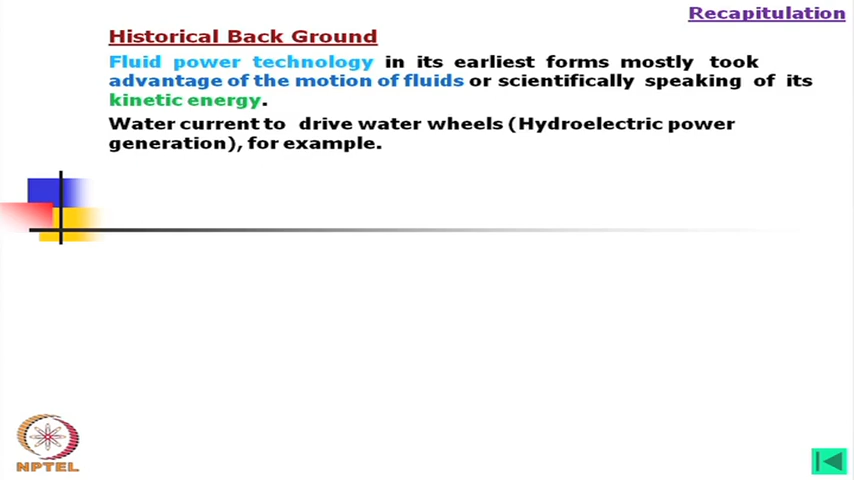 Recapitulation
Historical Back Ground
Fluid power technology in its earliest forms mostly took
advantage of the motion of fluids or scientifically speaking of its
kinetic energy.
Water current to drive water wheels (Hydroelectric power
generation), for example.
NPTEL